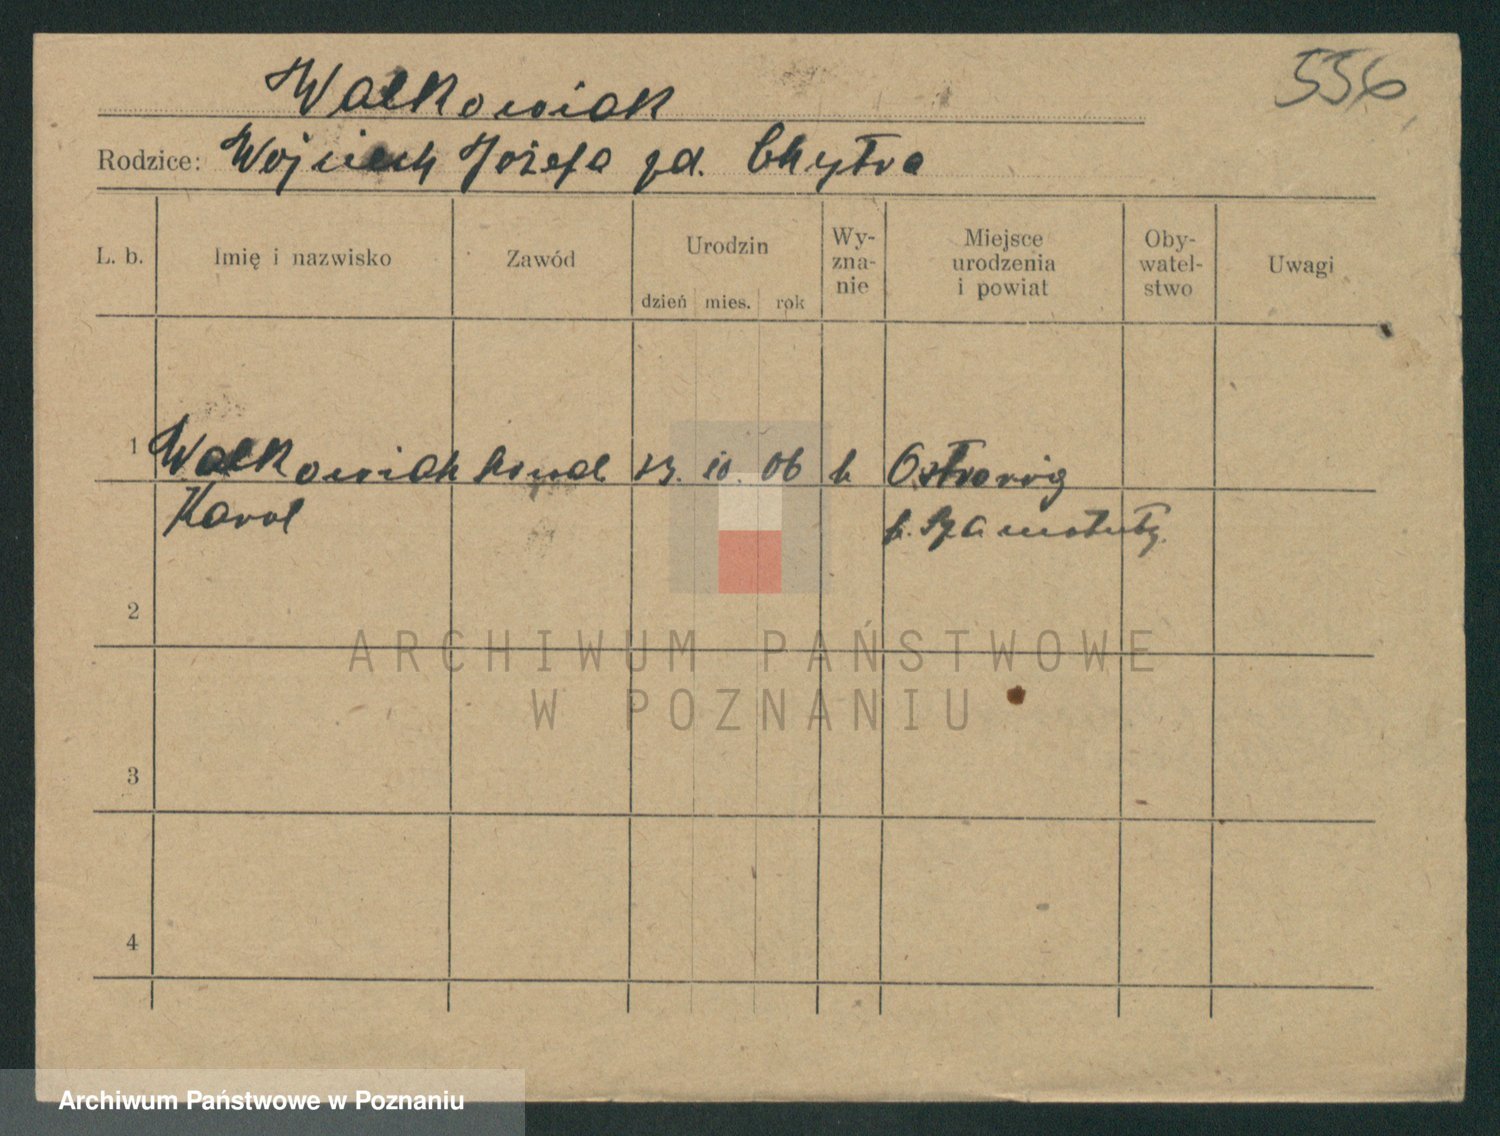 Walkowiak
556
Rodzice: Wojciech Józefa zd. Chytra
L. b. Imię i nazwisko Zawód Urodzin dzień mies. rok Wy-zna-nie Miejsce urodzenia i powiat Oby-watel-stwo Uwagi
1 Walkowiak 10. 06 k Ostroróg
Karol p. Szamotuły
2
ARCHIWUM PAŃSTWOWE
W POZNANIU
3
4
Archiwum Państwowe w Poznaniu